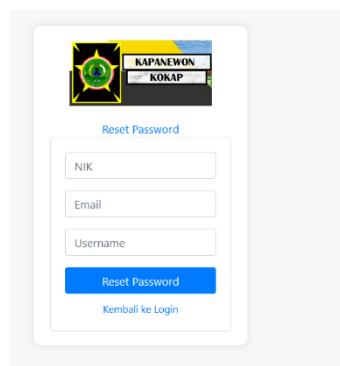 KAPANEWON
KOKAP
Reset Password
NIK
Email
Username
Reset Password
Kembali ke Login